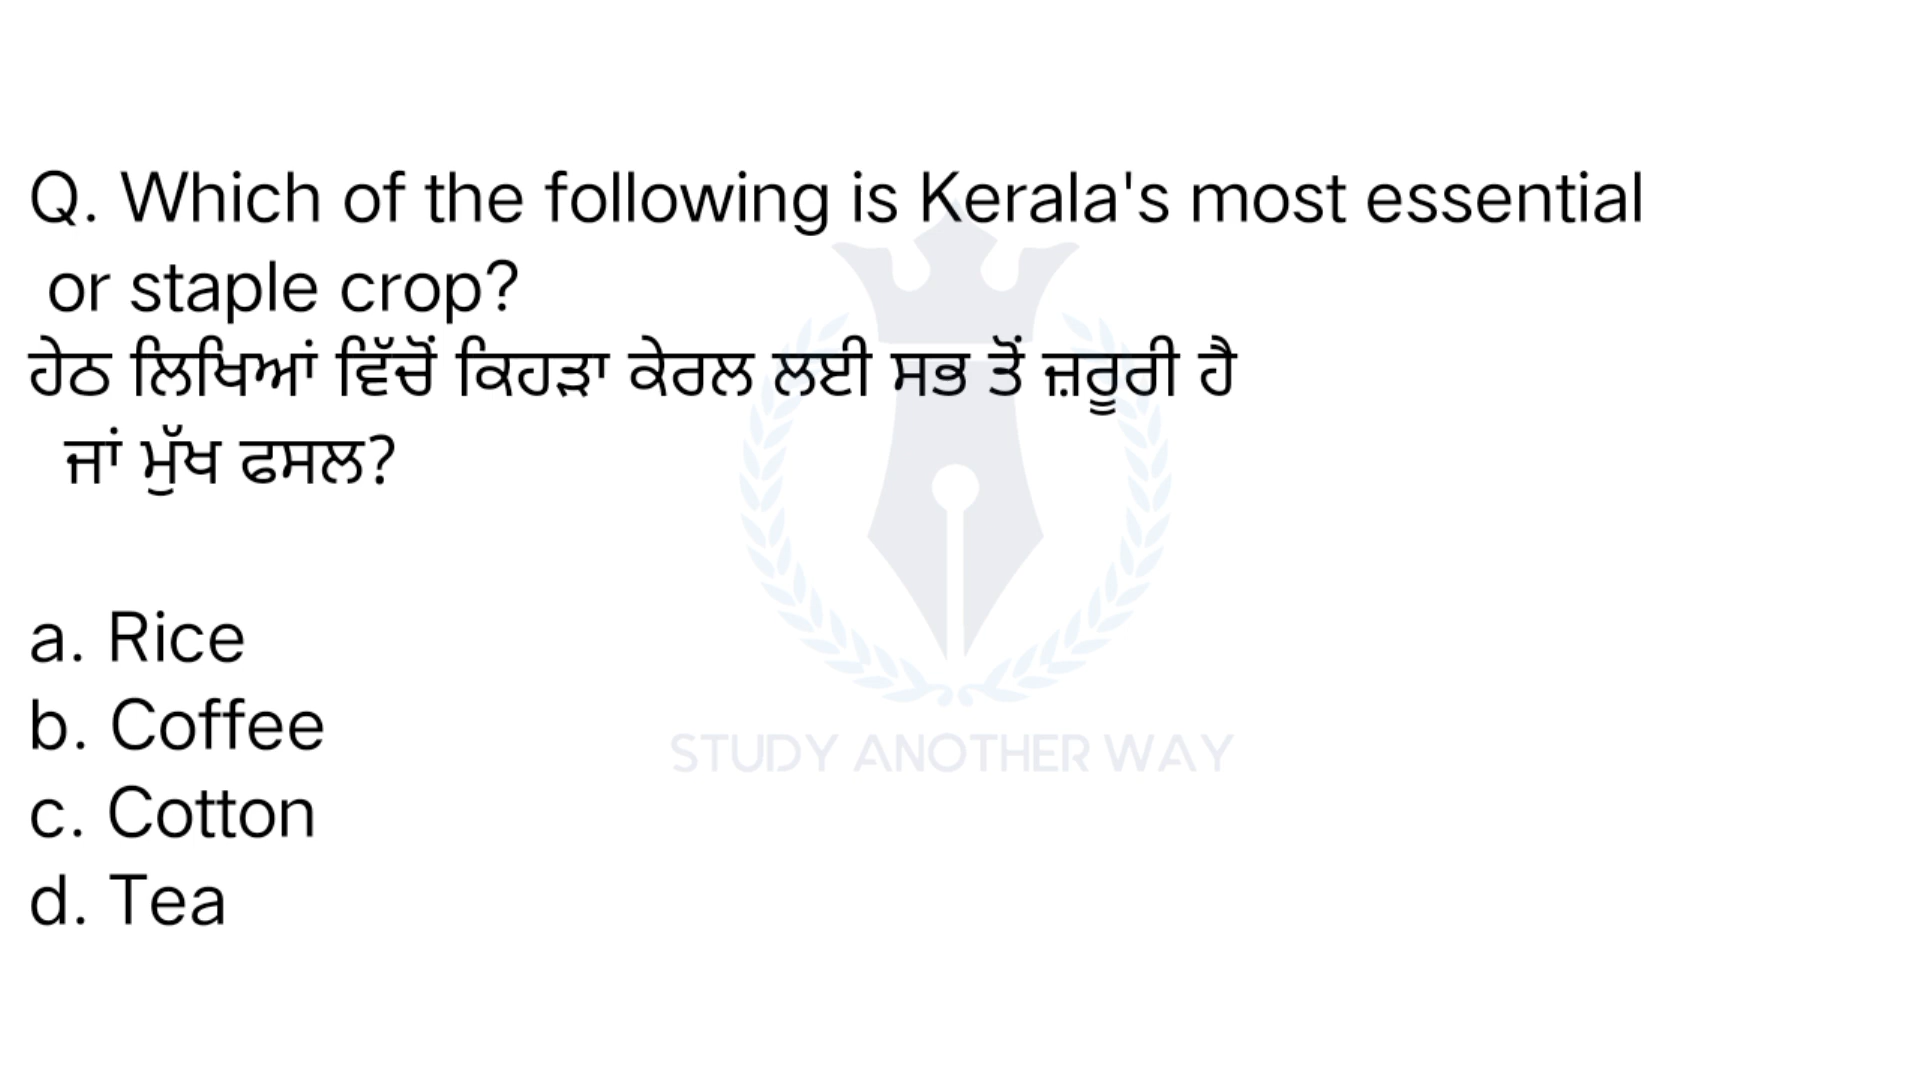 Q. Which of the following is Kerala's most essential
or staple crop?
ਹੇਠ ਲਿਖਿਆਂ ਵਿੱਚੋਂ ਕਿਹੜਾ ਕੇਰਲ ਲਈ ਸਭ ਤੋਂ ਜ਼ਰੂਰੀ ਹੈ
ਜਾਂ ਮੁੱਖ ਫਸਲ?
a. Rice
b. Coffee
STUDY ANOTHER WAY
c. Cotton
d. Tea